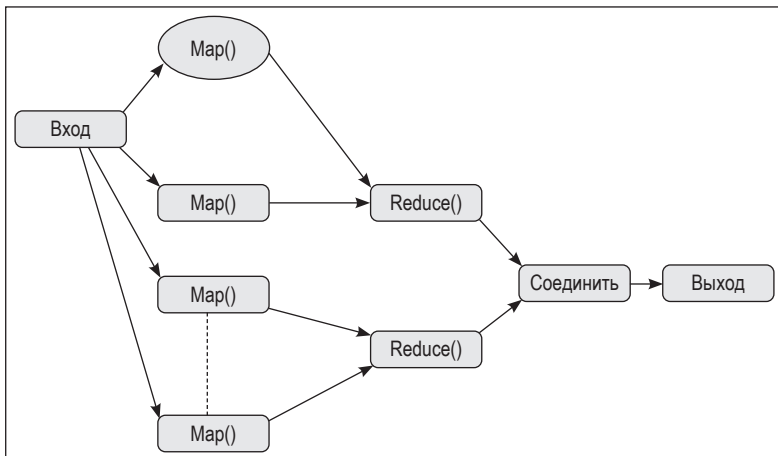 Map()
Вход
Map()
Reduce()
Map()
Соединить
Выход
Reduce()
Map()